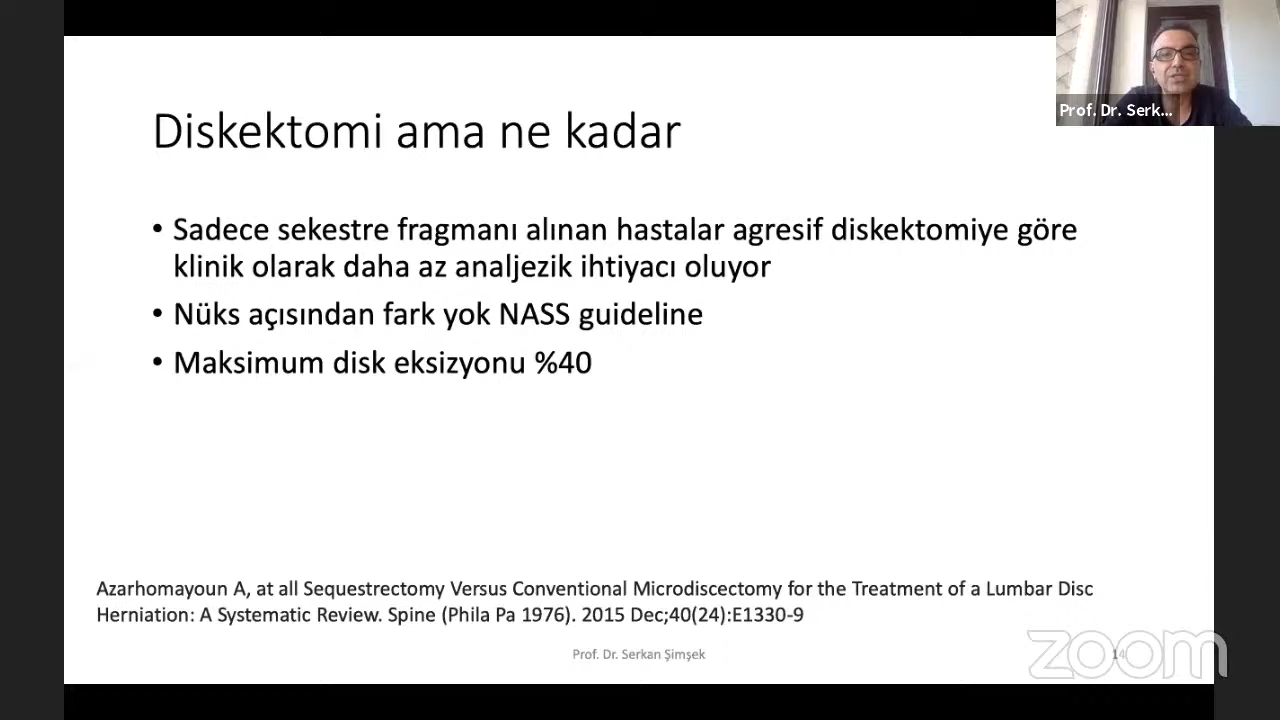 Prof. Dr. Serk...
Diskektomi ama ne kadar
• Sadece sekestre fragmanı alınan hastalar agresif diskektomiye göre
klinik olarak daha az analjezik ihtiyacı oluyor
• Nüks açısından fark yok NASS guideline
• Maksimum disk eksizyonu %40
Azarhomayoun A, at all Sequestrectomy Versus Conventional Microdiscectomy for the Treatment of a Lumbar Disc
Herniation: A Systematic Review. Spine (Phila Pa 1976). 2015 Dec;40(24):E1330-9
Prof. Dr. Serkan Şimşek
14
zoom